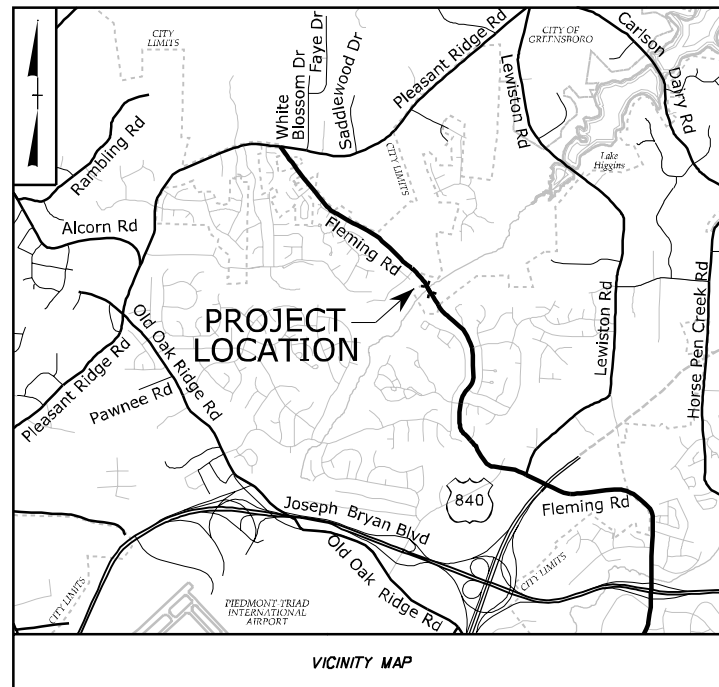 CITY
LIMITS
White
Blossom Dr
Faye Dr
Saddlewood Dr
Pleasant Ridge Rd
CITY OF
GREENSBORO
Carlson
Dairy Rd
Lewiston Rd
Rambling Rd
CITY LIMITS
Lake
Higgins
Alcorn Rd
Fleming Rd
PROJECT
LOCATION
Old Oak Ridge Rd
Pleasant Ridge Rd
Pawnee Rd
Lewiston Rd
Horse Pen Creek Rd
840
Fleming Rd
Joseph Bryan Blvd
Old Oak Ridge Rd
CITY LIMITS
CITY LIMITS
PIEDMONT-TRIAD
INTERNATIONAL
AIRPORT
VICINITY MAP